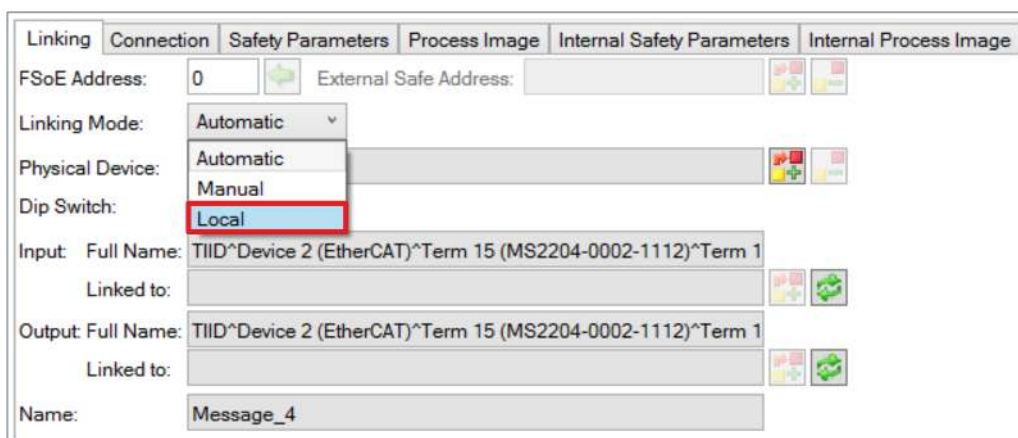 Linking Connection Safety Parameters Process Image Internal Safety Parameters Internal Process Image
FSoE Address: 0 External Safe Address:
Linking Mode: Automatic
Physical Device: Automatic
Manual
Dip Switch:
Local
Input: Full Name: TIID^Device 2 (EtherCAT)^Term 15 (MS2204-0002-1112)^Term 1
Linked to:
Output: Full Name: TIID^Device 2 (EtherCAT)^Term 15 (MS2204-0002-1112)^Term 1
Linked to:
Name: Message_4